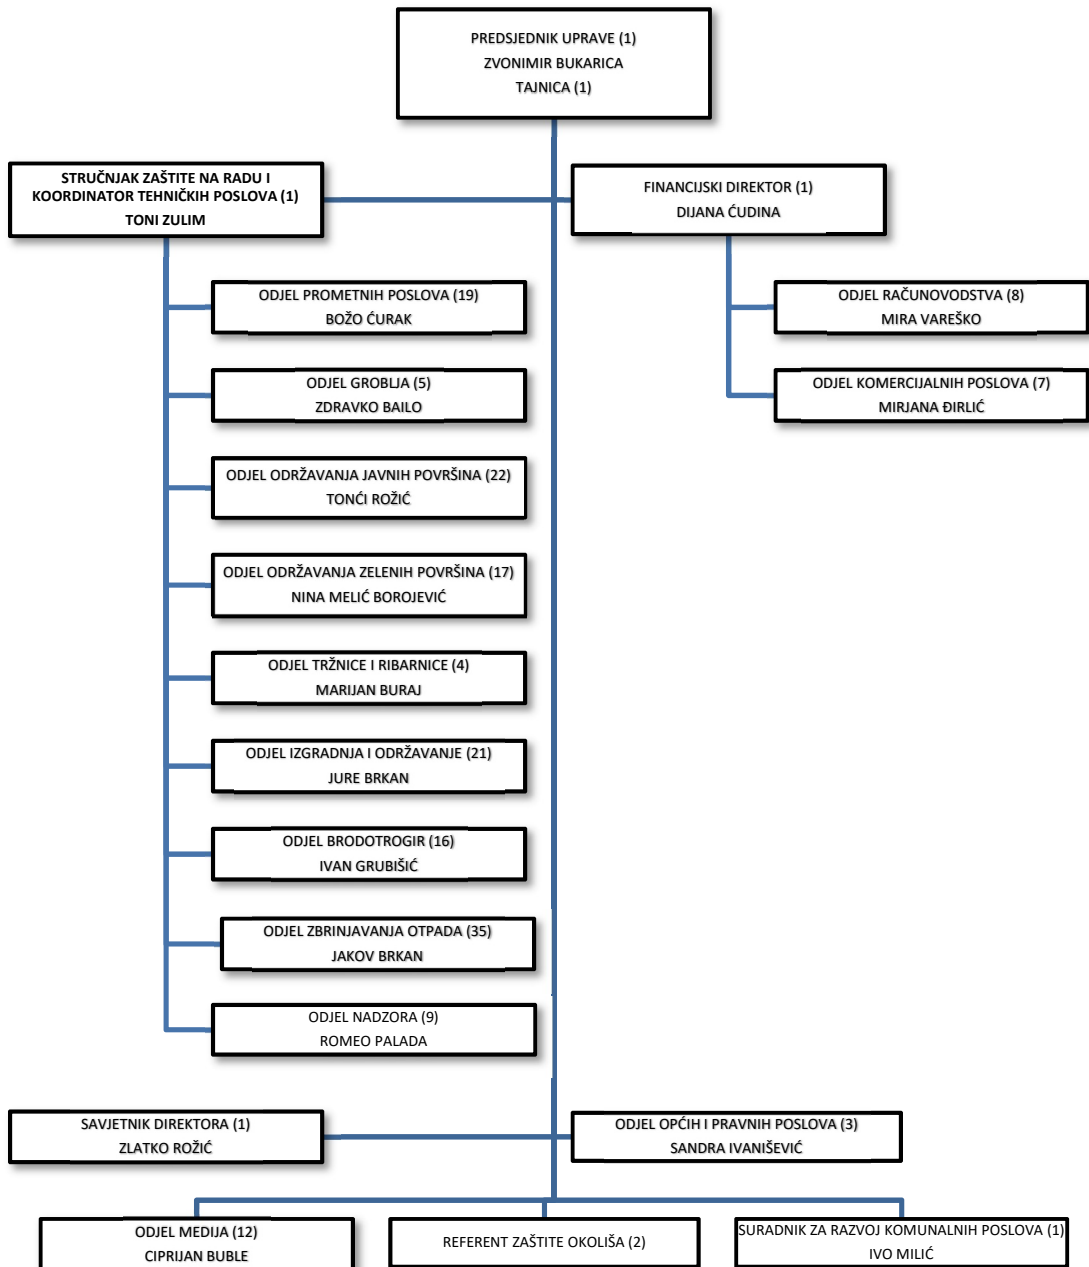 PREDSJEDNIK UPRAVE (1)
ZVONIMIR BUKARICA
TAJNICA (1)
STRUČNJAK ZAŠTITE NA RADU I
KOORDINATOR TEHNIČKIH POSLOVA (1)
TONI ZULIM
FINANCIJSKI DIREKTOR (1)
DIJANA ĆUDINA
ODJEL PROMETNIH POSLOVA (19)
BOŽO ĆURAK
ODJEL RAČUNOVODSTVA (8)
MIRA VAREŠKO
ODJEL GROBLJA (5)
ZDRAVKO BAILO
ODJEL KOMERCIJALNIH POSLOVA (7)
MIRJANA ĐIRLIĆ
ODJEL ODRŽAVANJA JAVNIH POVRŠINA (22)
TONĆI ROŽIĆ
ODJEL ODRŽAVANJA ZELENIH POVRŠINA (17)
NINA MELIĆ BOROJEVIĆ
ODJEL TRŽNICE I RIBARNICE (4)
MARIJAN BURAJ
ODJEL IZGRADNJA I ODRŽAVANJE (21)
JURE BRKAN
ODJEL BRODOTROGIR (16)
IVAN GRUBIŠIĆ
ODJEL ZBRINJAVANJA OTPADA (35)
JAKOV BRKAN
ODJEL NADZORA (9)
ROMEO PALADA
SAVJETNIK DIREKTORA (1)
ZLATKO ROŽIĆ
ODJEL OPĆIH I PRAVNIH POSLOVA (3)
SANDRA IVANIŠEVIĆ
ODJEL MEDIJA (12)
CIPRIJAN BUBLE
REFERENT ZAŠTITE OKOLIŠA (2)
SURADNIK ZA RAZVOJ KOMUNALNIH POSLOVA (1)
IVO MILIĆ